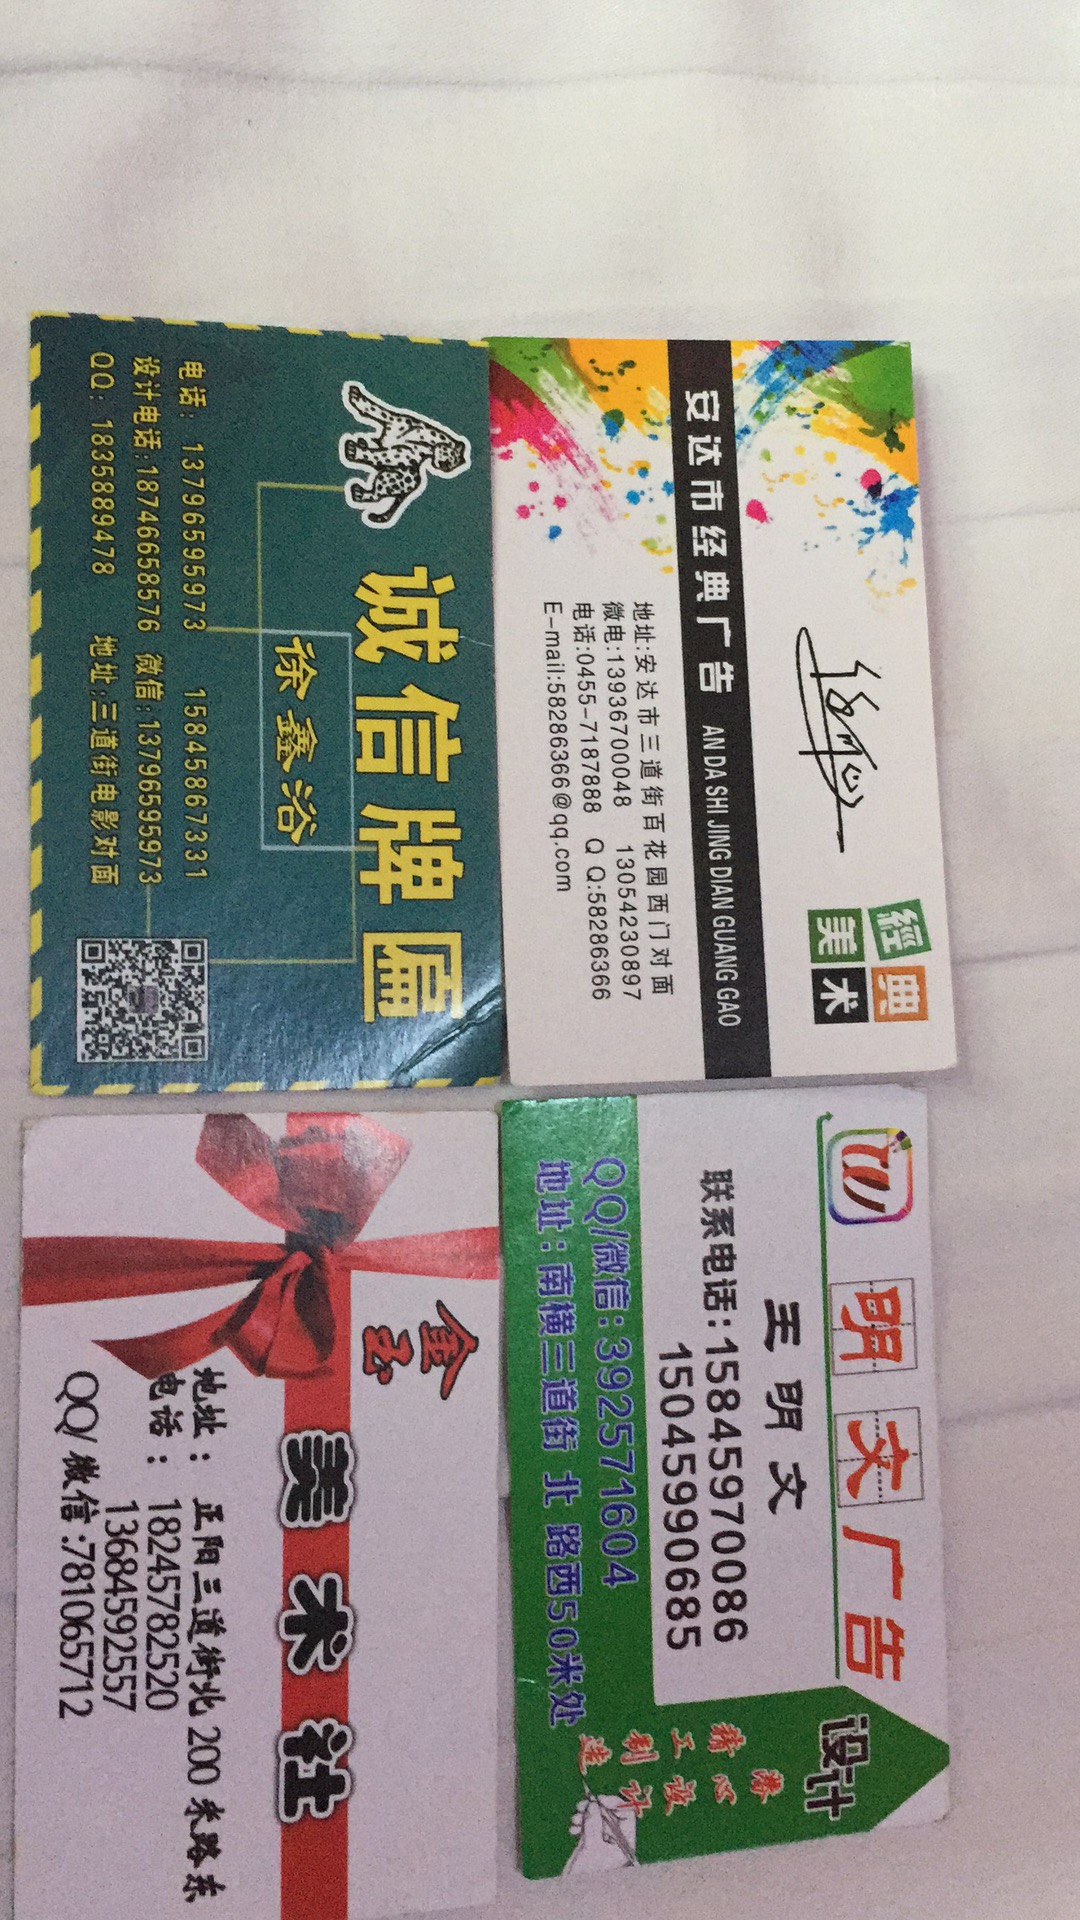 诚信牌匾
徐鑫浴
电话：13796595973 15845867331
设计电话:18746658576 微信:13796595973
QQ：1835889478 地址:三道街电影对面
經典
美术
安达市经典广告 AN DA SHI JING DIAN GUANG GAO
地址:安达市三道街百花园西门对面
微电:13936700048 13054230897
电话:0455-7187888 Q Q:58286366
E-mail:58286366@qq.com
金玉
美术社
地址：正阳三道街北200米路东
电话：18245782520
13684592557
QQ/微信:781065712
明文广告
王明文
联系电话:15845970086
15045990685
QQ/微信:392571604
地址:南横三道街 北 路西50米处
设计
潜心设计
精工制造